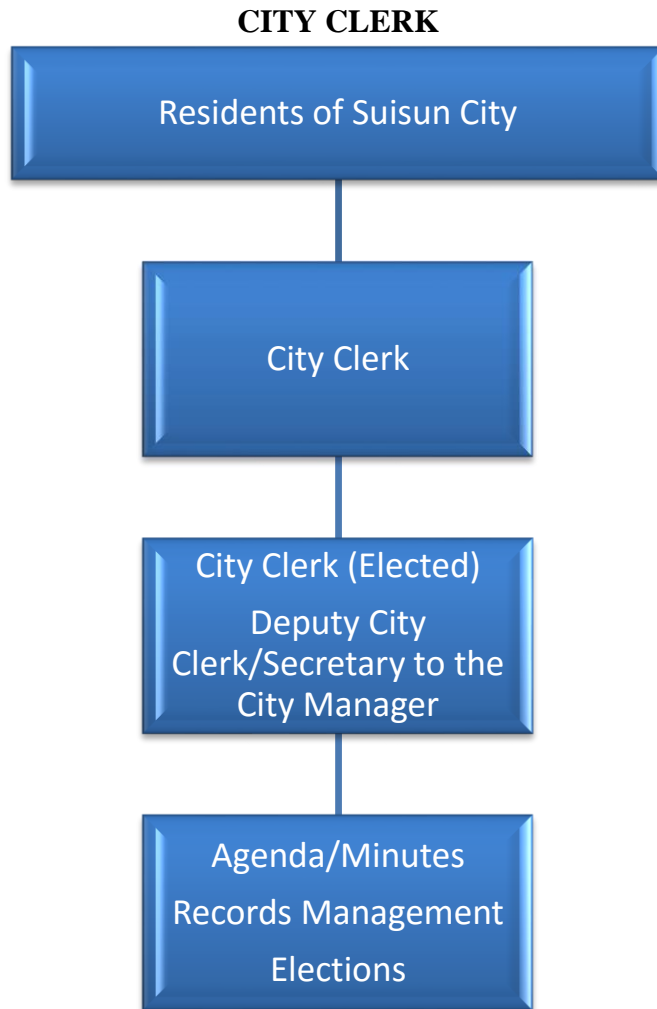 CITY CLERK
Residents of Suisun City
City Clerk
City Clerk (Elected)
Deputy City
Clerk/Secretary to the
City Manager
Agenda/Minutes
Records Management
Elections